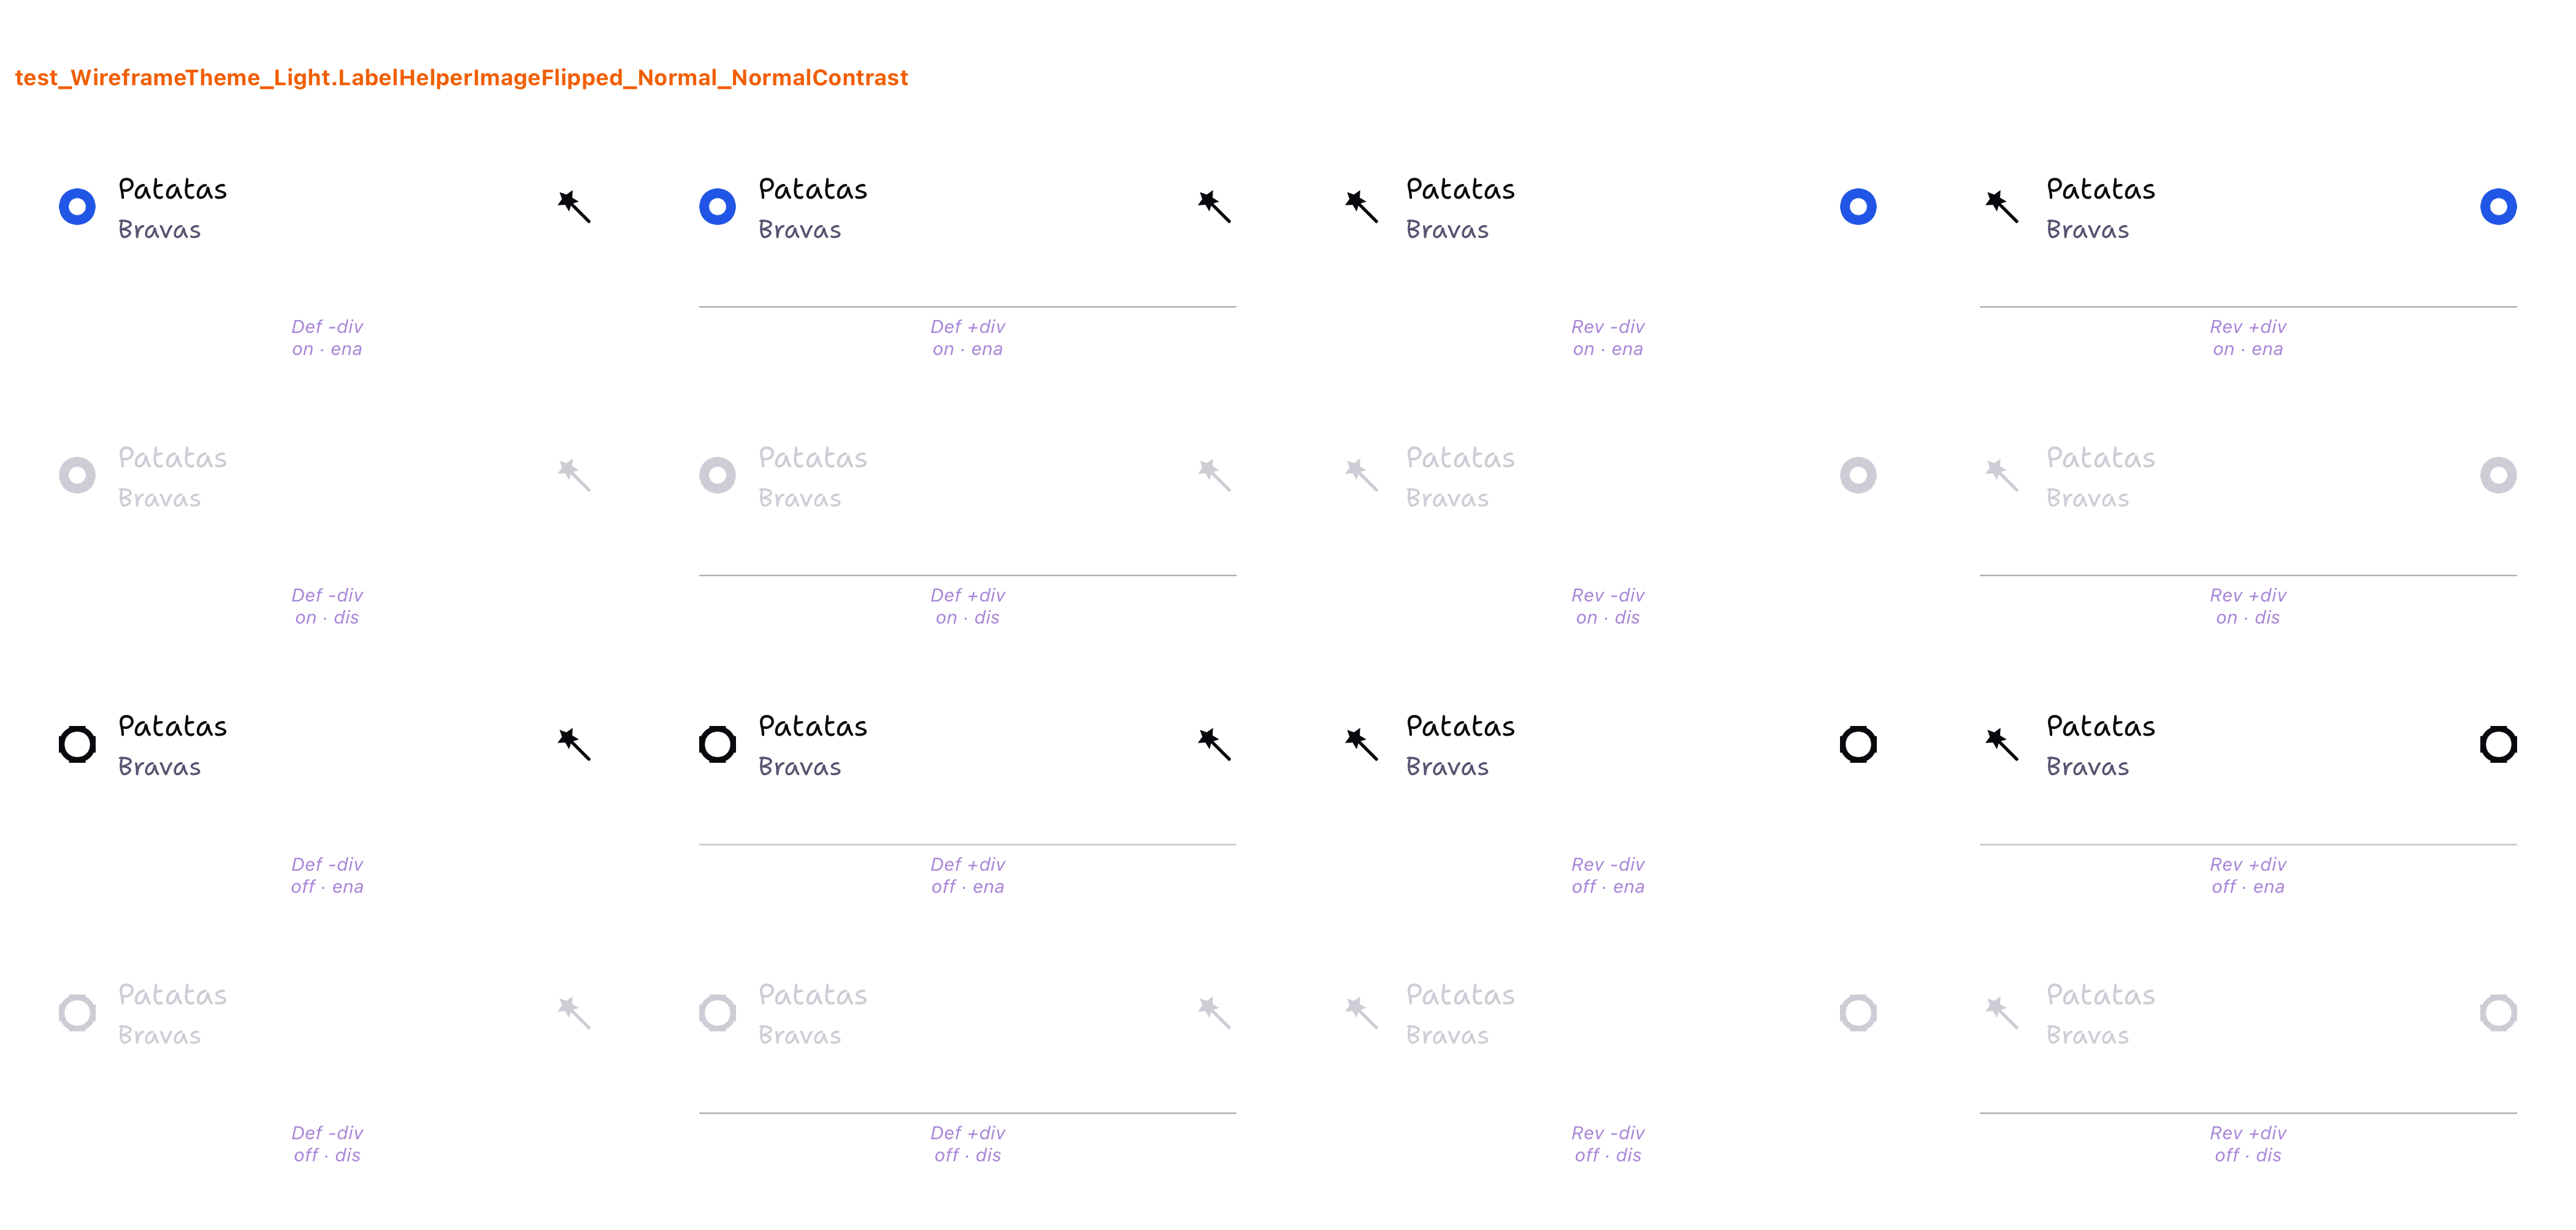 test_WireframeTheme_Light.LabelHelperImageFlipped_Normal_NormalContrast
Patatas
Bravas
Def -div
on · ena
Patatas
Bravas
Def +div
on · ena
Patatas
Bravas
Rev -div
on · ena
Patatas
Bravas
Rev +div
on · ena
Patatas
Bravas
Def -div
on · dis
Patatas
Bravas
Def +div
on · dis
Patatas
Bravas
Rev -div
on · dis
Patatas
Bravas
Rev +div
on · dis
Patatas
Bravas
Def -div
off · ena
Patatas
Bravas
Def +div
off · ena
Patatas
Bravas
Rev -div
off · ena
Patatas
Bravas
Rev +div
off · ena
Patatas
Bravas
Def -div
off · dis
Patatas
Bravas
Def +div
off · dis
Patatas
Bravas
Rev -div
off · dis
Patatas
Bravas
Rev +div
off · dis